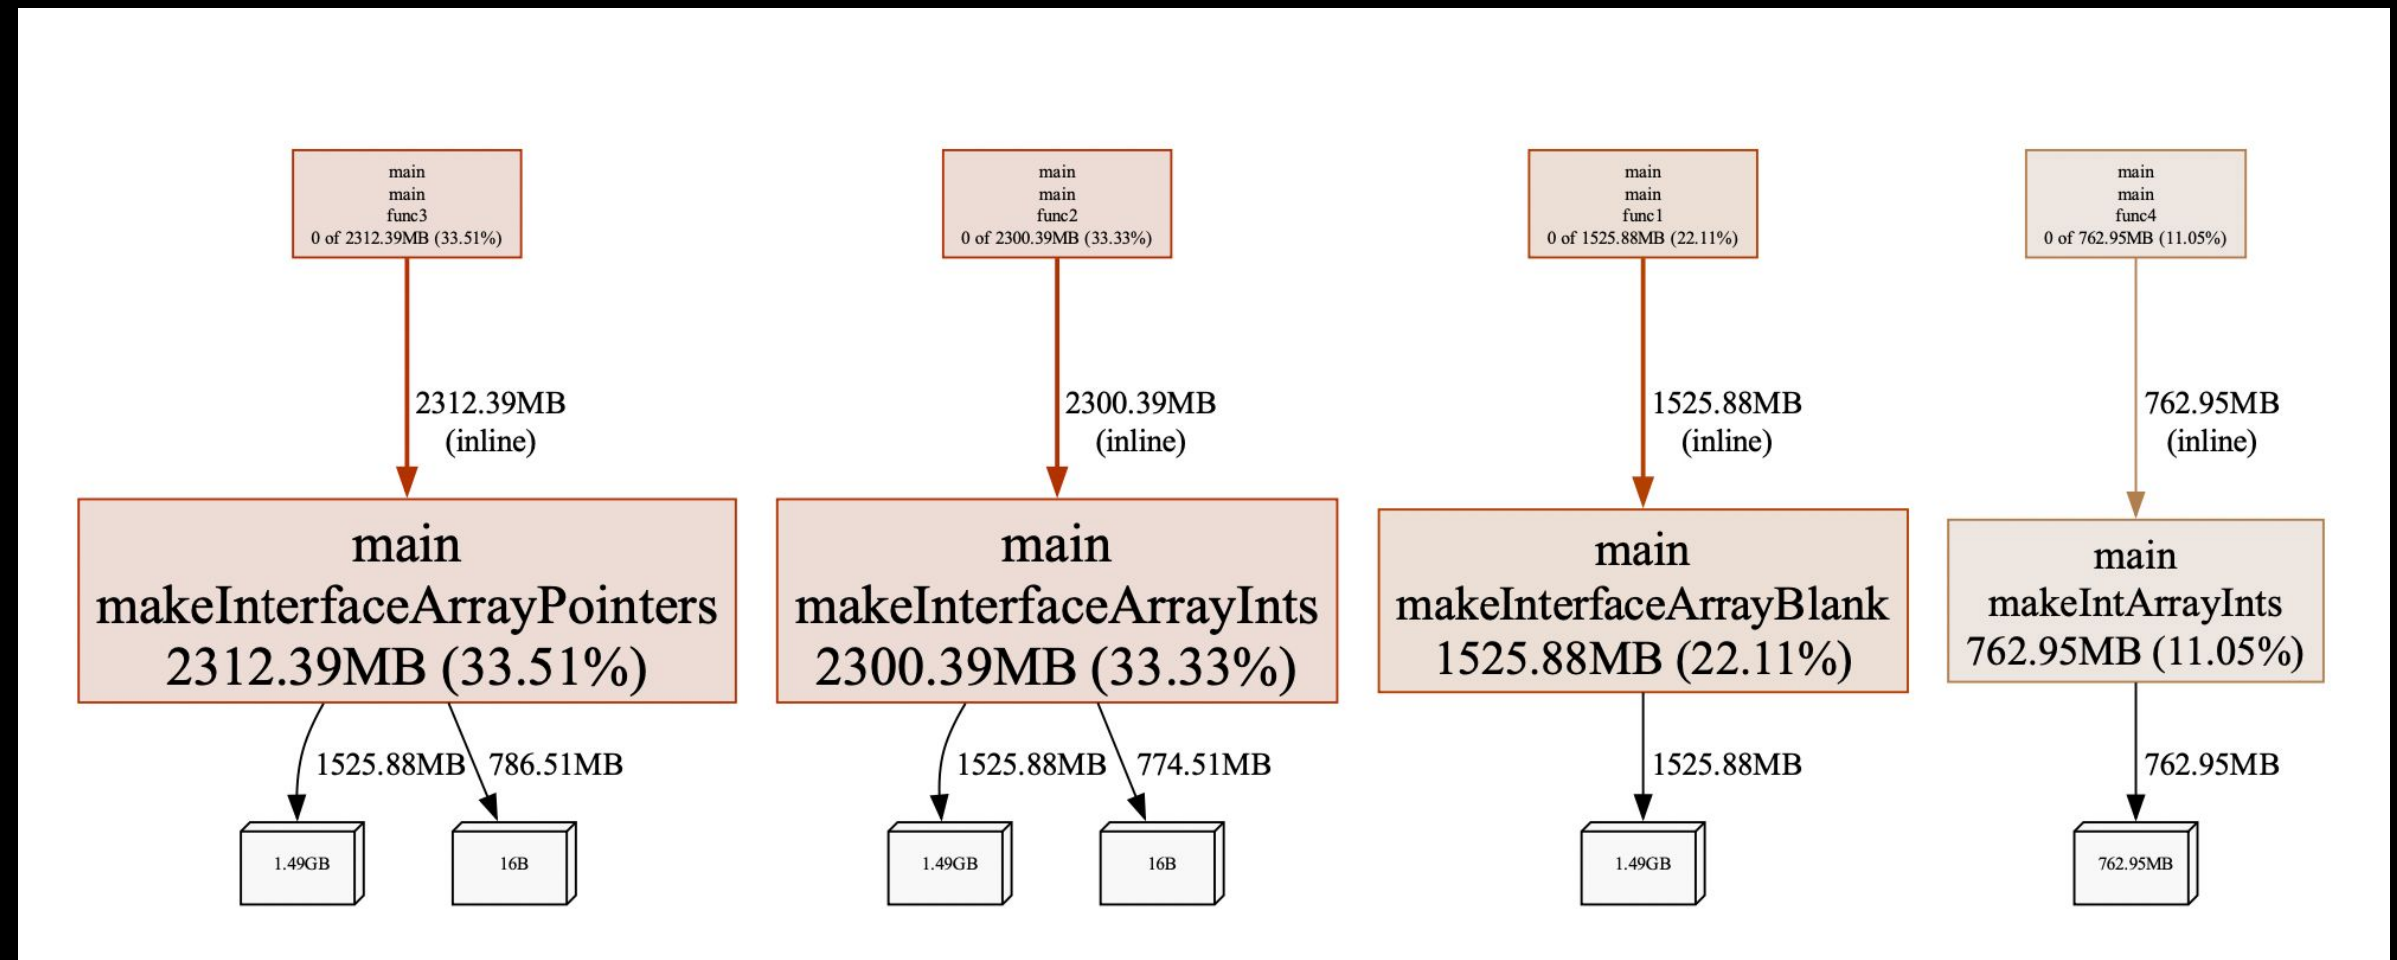 main
main
func3
0 of 2312.39MB (33.51%)
main
main
func2
0 of 2300.39MB (33.33%)
main
main
func1
0 of 1525.88MB (22.11%)
main
main
func4
0 of 762.95MB (11.05%)
2312.39MB
(inline)
2300.39MB
(inline)
1525.88MB
(inline)
762.95MB
(inline)
main
makeInterfaceArrayPointers
2312.39MB (33.51%)
main
makeInterfaceArrayInts
2300.39MB (33.33%)
main
makeInterfaceArrayBlank
1525.88MB (22.11%)
main
makeIntArrayInts
762.95MB (11.05%)
1525.88MB
786.51MB
1525.88MB
774.51MB
1525.88MB
762.95MB
1.49GB
16B
1.49GB
16B
1.49GB
762.95MB